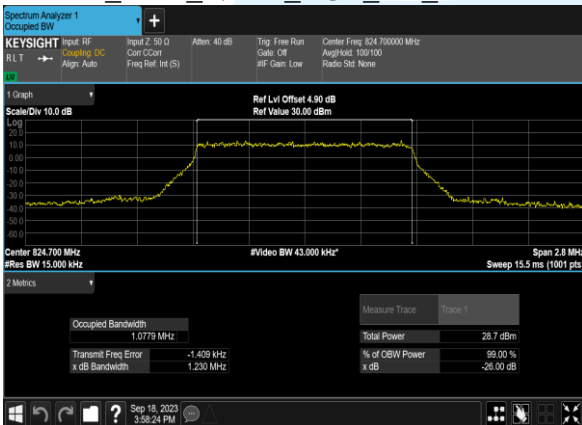 Spectrum Analyzer 1
Occupied BW
+
KEYSIGHT Input: RF Input Z: 50 Ω Atten: 40 dB Trig: Free Run Center Freq: 824.700000 MHz
RLT Coupling: DC Corr CCorr Gate: Off Avg|Hold: 100/100
Align: Auto Freq Ref: Int (S) #IF Gain: Low Radio Std: None
LW
1 Graph
Ref Lvl Offset 4.90 dB
Scale/Div 10.0 dB Ref Value 30.00 dBm
Log
20.0
10.0
0.00
-10.0
-20.0
-30.0
-40.0
-50.0
-60.0
Center 824.700 MHz #Video BW 43.000 kHz* Span 2.8 MHz
#Res BW 15.000 kHz Sweep 15.5 ms (1001 pts)
2 Metrics
Measure Trace Trace 1
Occupied Bandwidth
1.0779 MHz Total Power 28.7 dBm
Transmit Freq Error -1.409 kHz % of OBW Power 99.00 %
x dB Bandwidth 1.230 MHz x dB -26.00 dB
? Sep 18, 2023
3:58:24 PM